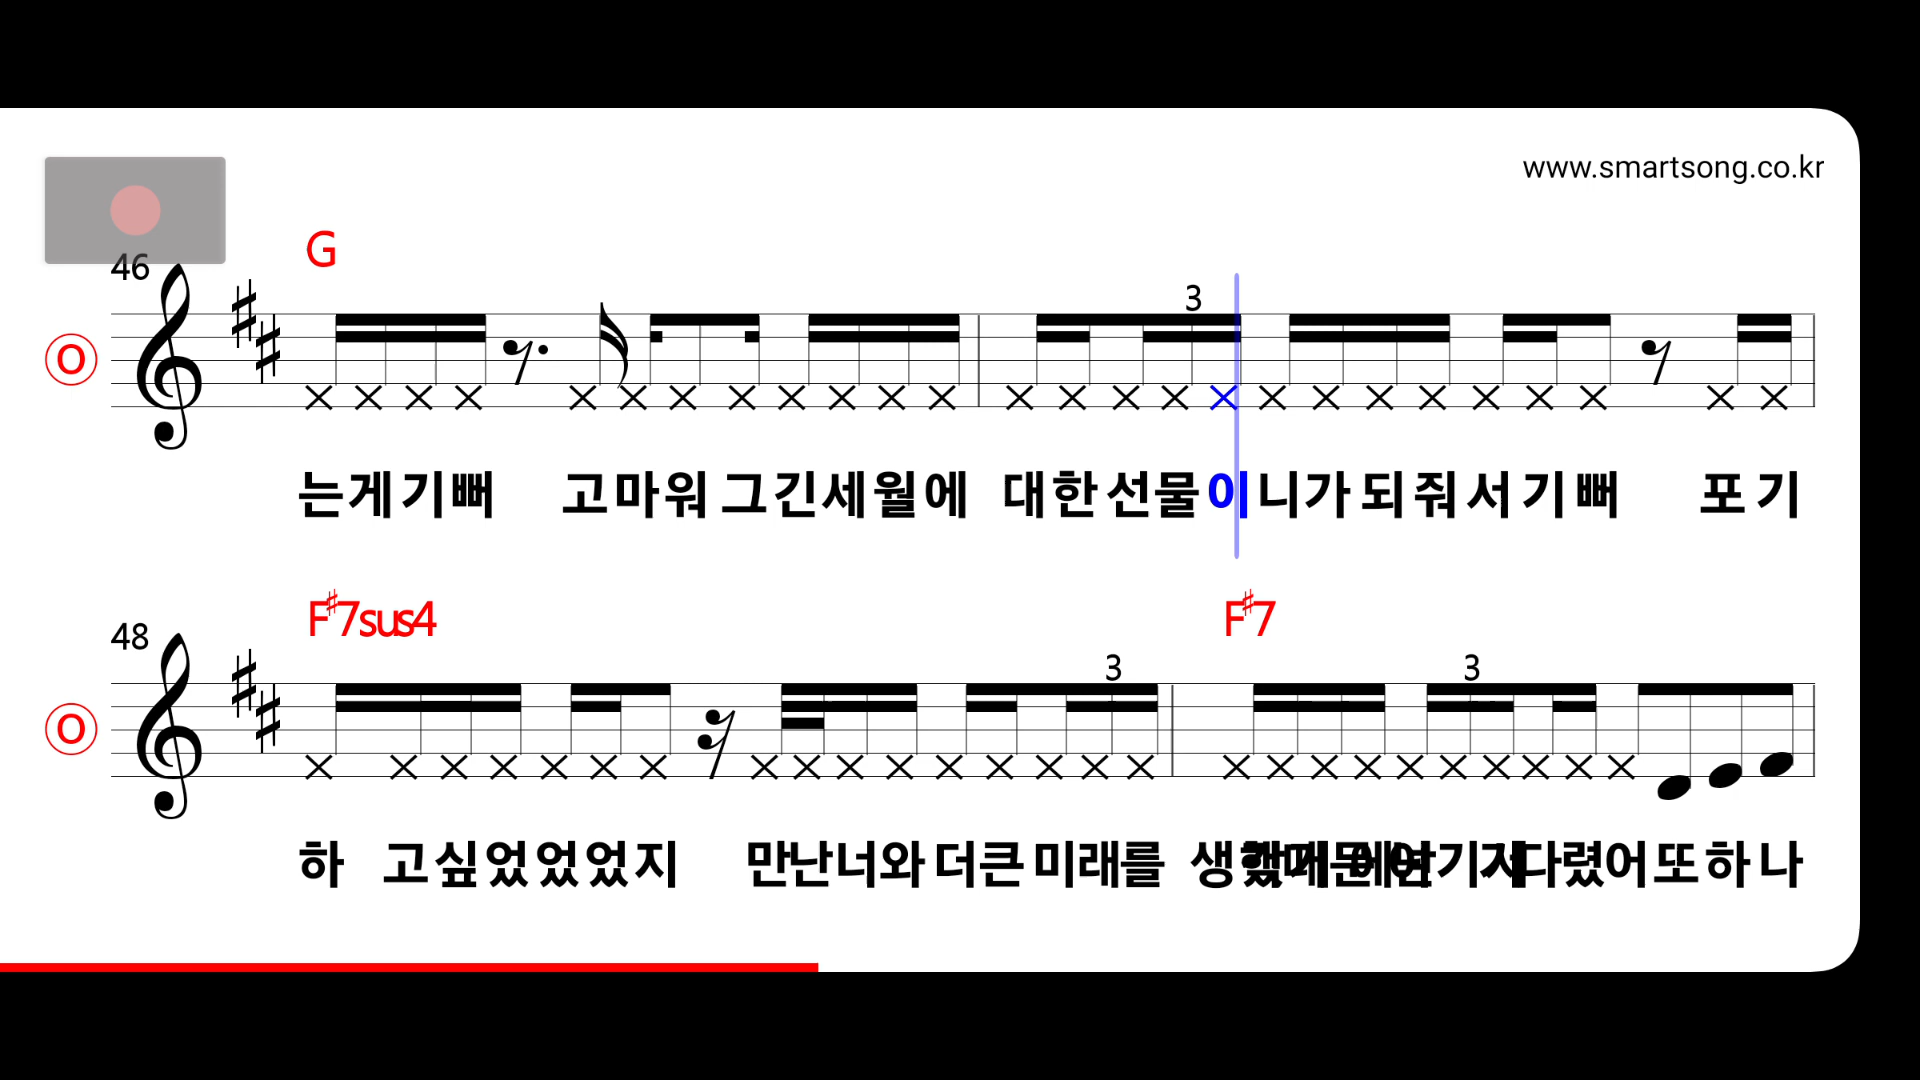 www.smartsong.co.kr
G
46
3
O
는게기뻐 고마워그긴세월에 대한선물이니가되줘서기뻐 포기
F♯7sus4 F♯7
48
3 3
O
하 고싶었었었지 만난너와더큰미래를 다렸어또하나